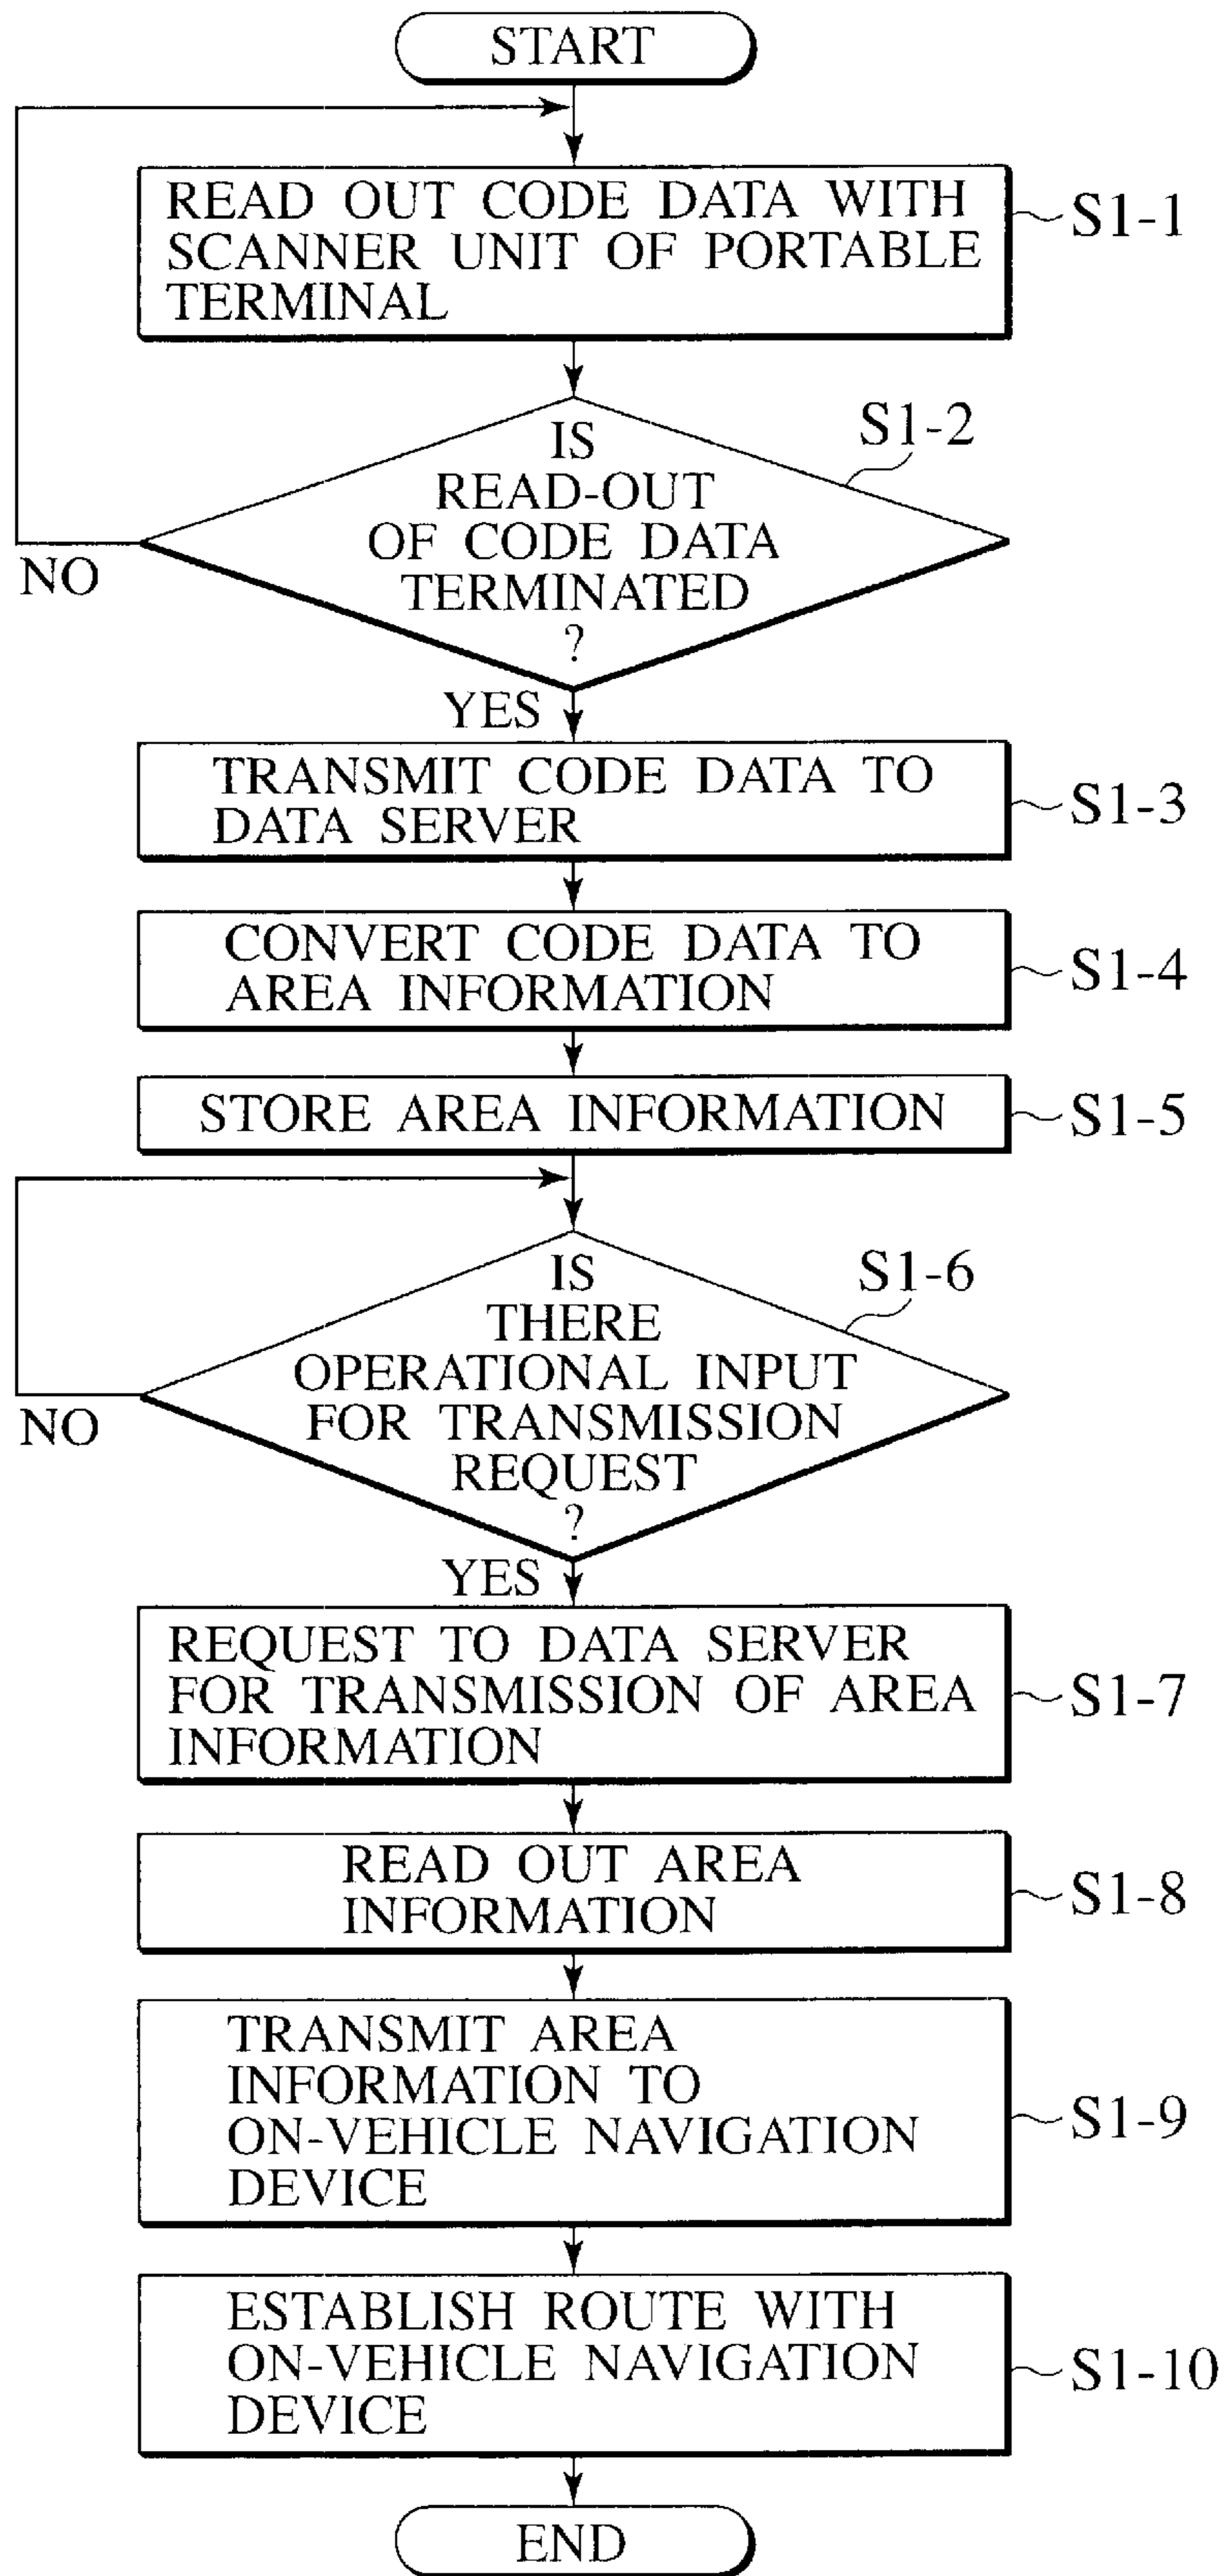 START
READ OUT CODE DATA WITH
SCANNER UNIT OF PORTABLE
TERMINAL
S1-1
S1-2
IS
READ-OUT
OF CODE DATA
TERMINATED
?
NO
YES
TRANSMIT CODE DATA TO
DATA SERVER
S1-3
CONVERT CODE DATA TO
AREA INFORMATION
S1-4
STORE AREA INFORMATION
S1-5
S1-6
IS
THERE
OPERATIONAL INPUT
FOR TRANSMISSION
REQUEST
?
NO
YES
REQUEST TO DATA SERVER
FOR TRANSMISSION OF AREA
INFORMATION
S1-7
READ OUT AREA
INFORMATION
S1-8
TRANSMIT AREA
INFORMATION TO
ON-VEHICLE NAVIGATION
DEVICE
S1-9
ESTABLISH ROUTE WITH
ON-VEHICLE NAVIGATION
DEVICE
S1-10
END